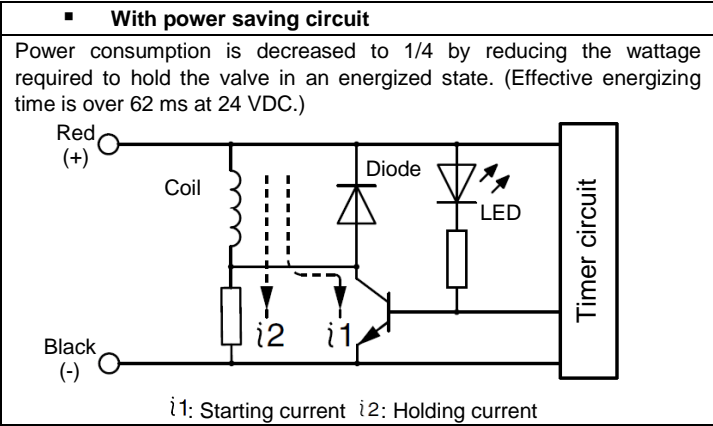 ▪ With power saving circuit
Power consumption is decreased to 1/4 by reducing the wattage
required to hold the valve in an energized state. (Effective energizing
time is over 62 ms at 24 VDC.)
Red
(+)
Coil
Diode
LED
Timer circuit
i2
i1
Black
(-)
i1: Starting current i2: Holding current